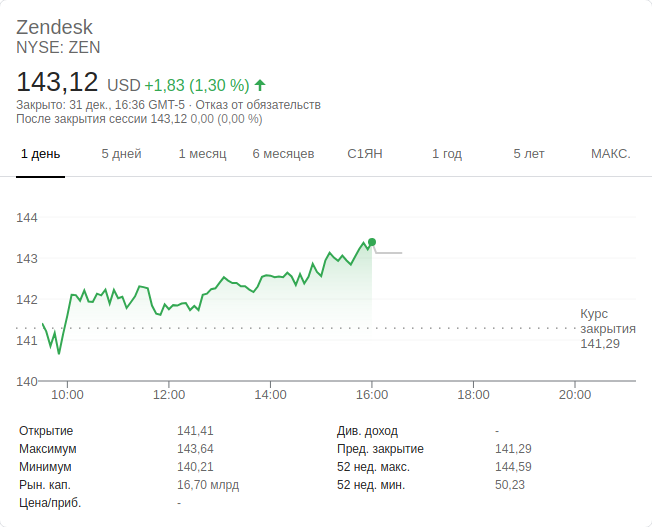 Zendesk
NYSE: ZEN
143,12 USD +1,83 (1,30 %)
Закрыто: 31 дек., 16:36 GMT-5 · Отказ от обязательств
После закрытия сессии 143,12 0,00 (0,00 %)
1 день 5 дней 1 месяц 6 месяцев С1ЯН 1 год 5 лет МАКС.
144
143
142
Курс
закрытия
141,29
141
140
10:00 12:00 14:00 16:00 18:00 20:00
Открытие 141,41 Див. доход -
Максимум 143,64 Пред. закрытие 141,29
Минимум 140,21 52 нед. макс. 144,59
Рын. кап. 16,70 млрд 52 нед. мин. 50,23
Цена/приб. -